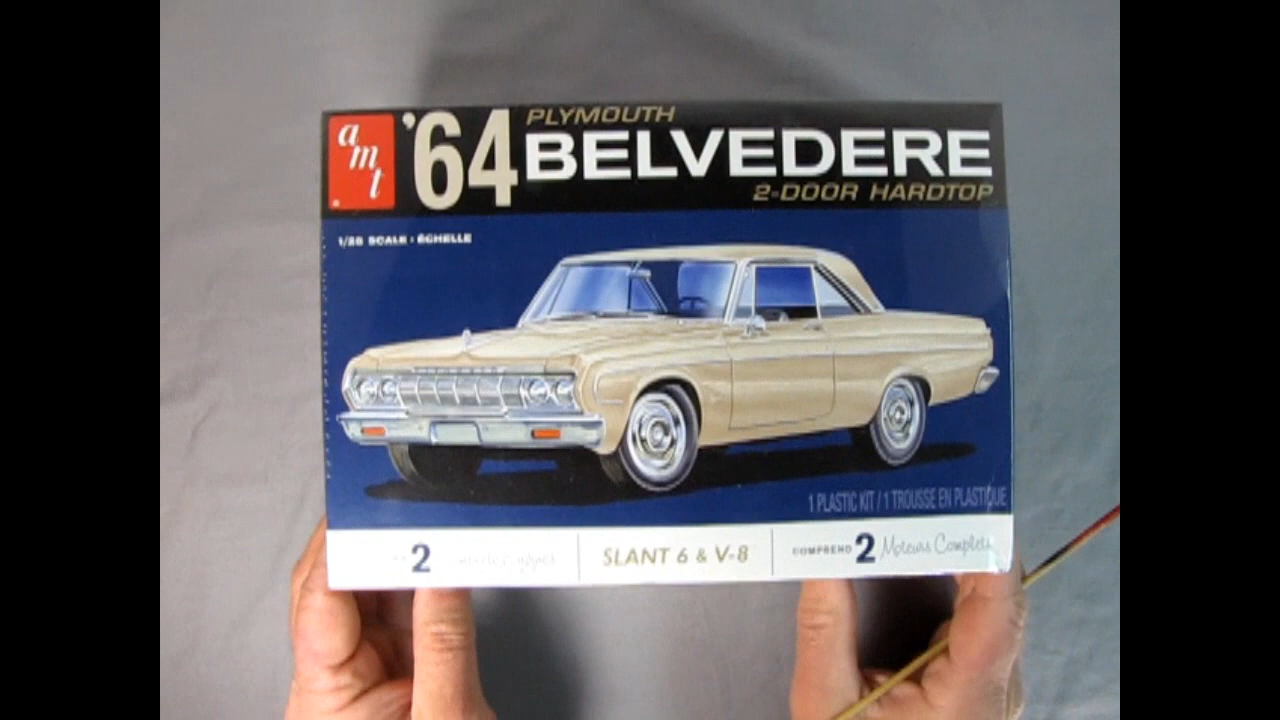 amt
'64
PLYMOUTH
BELVEDERE
2-DOOR HARDTOP
1/25 SCALE : ÉCHELLE
1 PLASTIC KIT / 1 TROUSSE EN PLASTIQUE
2
SLANT 6 & V-8
COMPREND 2 Moteurs Complets